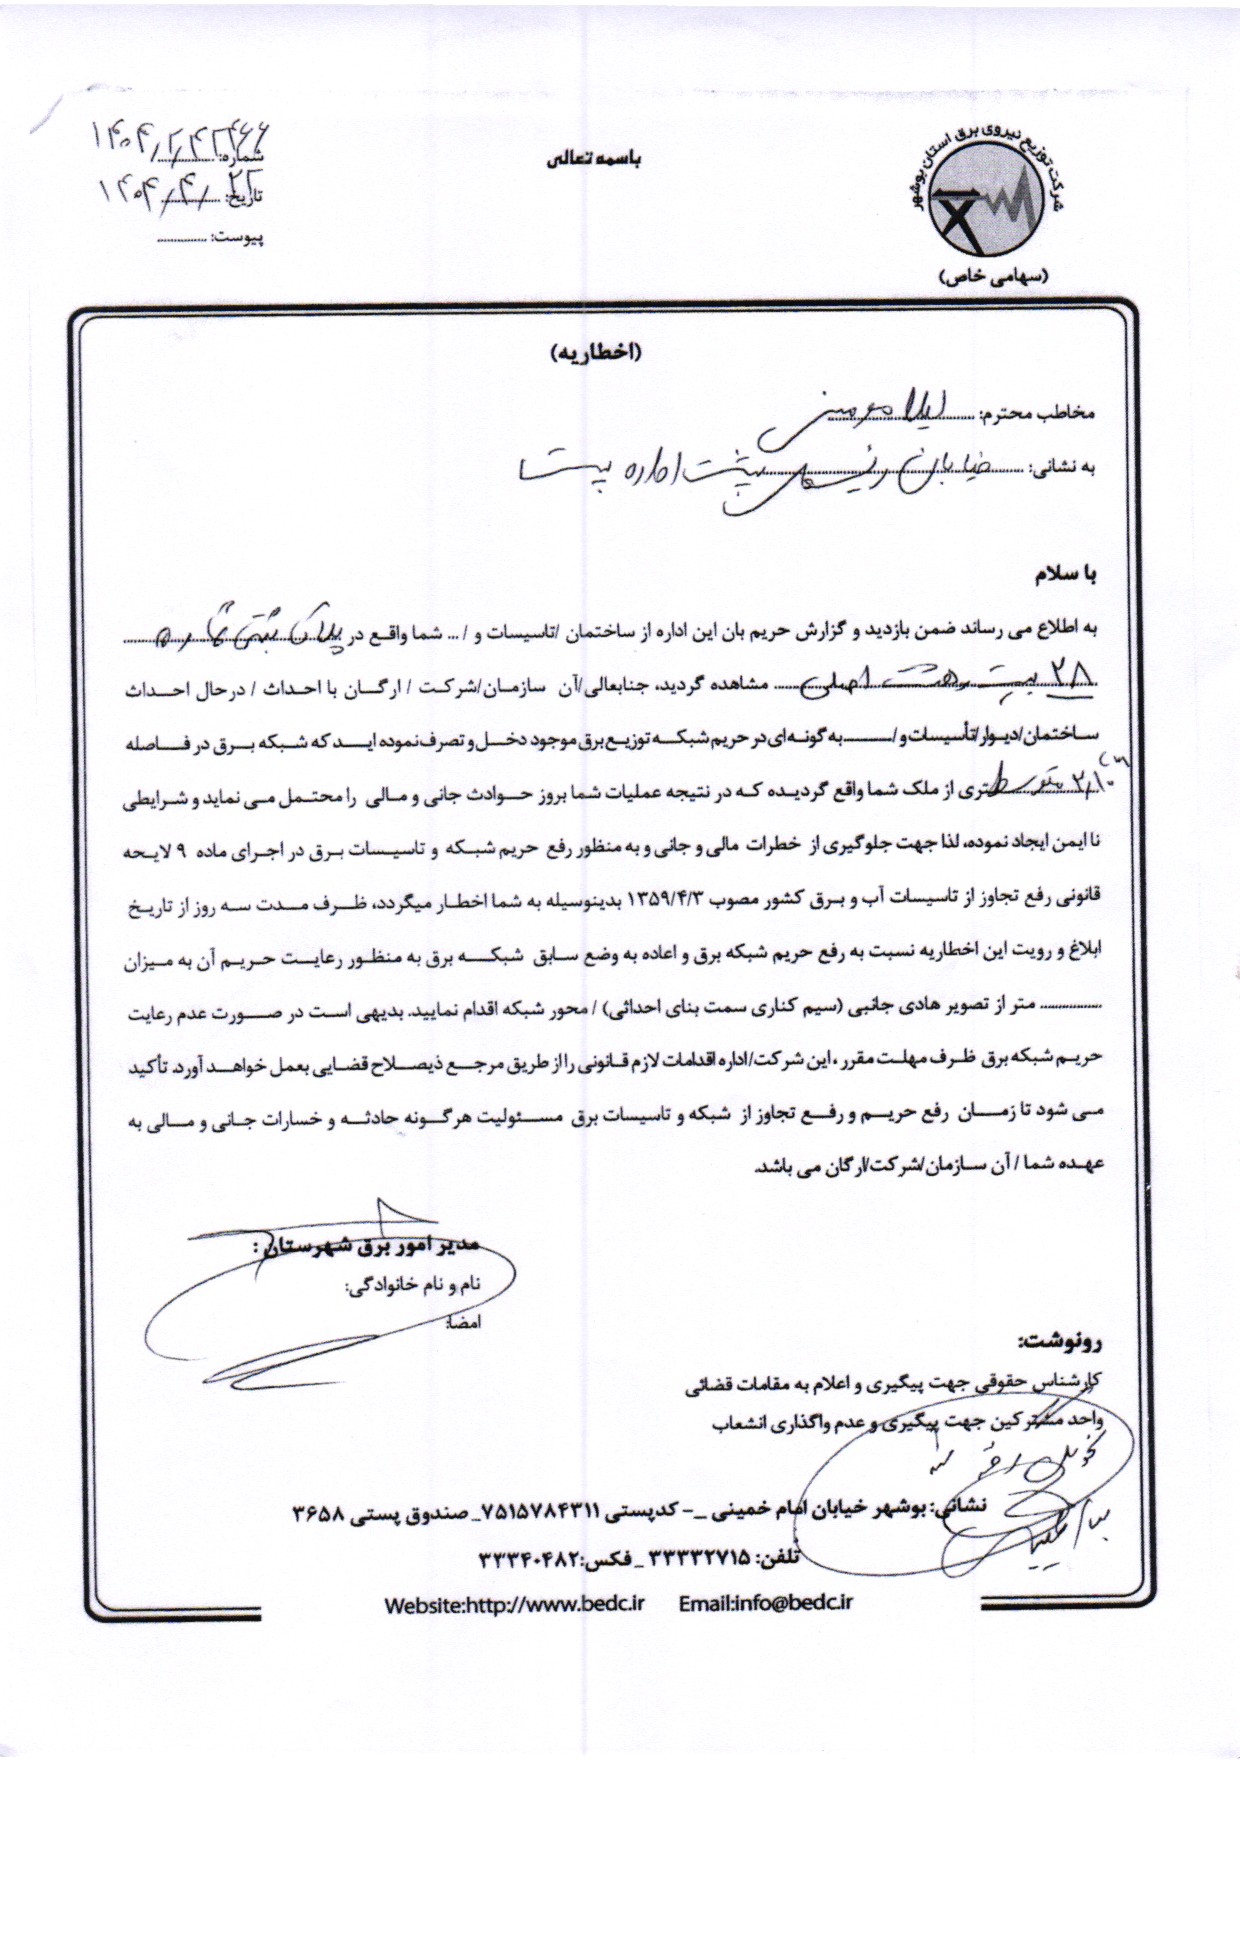 باسمه تعالی
شرکت توزیع نیروی برق استان بوشهر
(سهامی خاص)
شماره:
تاریخ: ۱۴۰۴/۴/۲۲
پیوست: ..............
(اخطاریه)
مخاطب محترم: لیلا مومنی
به نشانی: خیابان پشت اداره پست
با سلام
به اطلاع می رساند ضمن بازدید و گزارش حریم بان این اداره از ساختمان /تاسیسات و /... شما واقع در پلاک ثبتی شماره
۲۸ بیست و هشت اصلی مشاهده گردید، جنابعالی/آن سازمان/شرکت / ارگان با احداث / درحال احداث
ساختمان/دیوار/تأسیسات و /ـــــــــ به گونه‌ای در حریم شبکه توزیع برق موجود دخل و تصرف نموده اید که شبکه برق در فاصله
متری از ملک شما واقع گردیده که در نتیجه عملیات شما بروز حوادث جانی و مالی را محتمل می نماید و شرایطی
نا ایمن ایجاد نموده، لذا جهت جلوگیری از خطرات مالی و جانی و به منظور رفع حریم شبکه و تاسیسات برق در اجرای ماده ۹ لایحه
قانونی رفع تجاوز از تاسیسات آب و برق کشور مصوب ۱۳۵۹/۴/۳ بدینوسیله به شما اخطار میگردد، ظرف مدت سه روز از تاریخ
ابلاغ و رویت این اخطاریه نسبت به رفع حریم شبکه برق و اعاده به وضع سابق شبکه برق به منظور رعایت حریم آن به میزان
............... متر از تصویر هادی جانبی (سیم کناری سمت بنای احداثی) / محور شبکه اقدام نمایید. بدیهی است در صورت عدم رعایت
حریم شبکه برق ظرف مهلت مقرر ، این شرکت/اداره اقدامات لازم قانونی را از طریق مرجع ذیصلاح قضایی بعمل خواهد آورد. تأکید
می شود تا زمان رفع حریم و رفع تجاوز از شبکه و تاسیسات برق مسئولیت هرگونه حادثه و خسارات جانی و مالی به
عهده شما / آن سازمان/شرکت/ارگان می باشد.
مدیر امور برق شهرستان :
نام و نام خانوادگی:
امضا:
رونوشت:
کارشناس حقوقی جهت پیگیری و اعلام به مقامات قضائی
واحد مشترکین جهت پیگیری و عدم واگذاری انشعاب
نشانی: بوشهر خیابان امام خمینی _- کدپستی ۷۵۱۵۷۸۴۳۱۱_ صندوق پستی ۳۶۵۸
تلفن: ۳۳۳۳۲۷۱۵ _ فکس:۳۳۳۴۰۴۸۲
Website:http://www.bedc.ir Email:info@bedc.ir